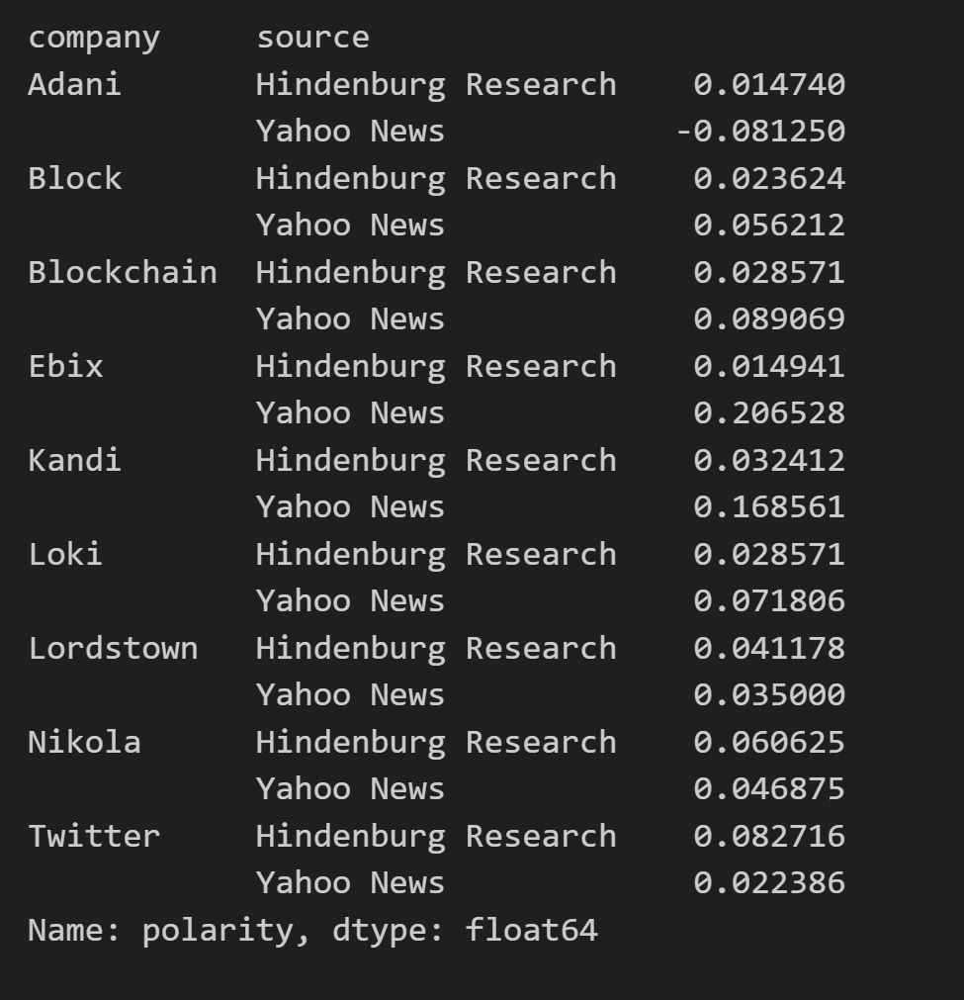 company     source
Adani       Hindenburg Research    0.014740
            Yahoo News            -0.081250
Block       Hindenburg Research    0.023624
            Yahoo News             0.056212
Blockchain  Hindenburg Research    0.028571
            Yahoo News             0.089069
Ebix        Hindenburg Research    0.014941
            Yahoo News             0.206528
Kandi       Hindenburg Research    0.032412
            Yahoo News             0.168561
Loki        Hindenburg Research    0.028571
            Yahoo News             0.071806
Lordstown   Hindenburg Research    0.041178
            Yahoo News             0.035000
Nikola      Hindenburg Research    0.060625
            Yahoo News             0.046875
Twitter     Hindenburg Research    0.082716
            Yahoo News             0.022386
Name: polarity, dtype: float64